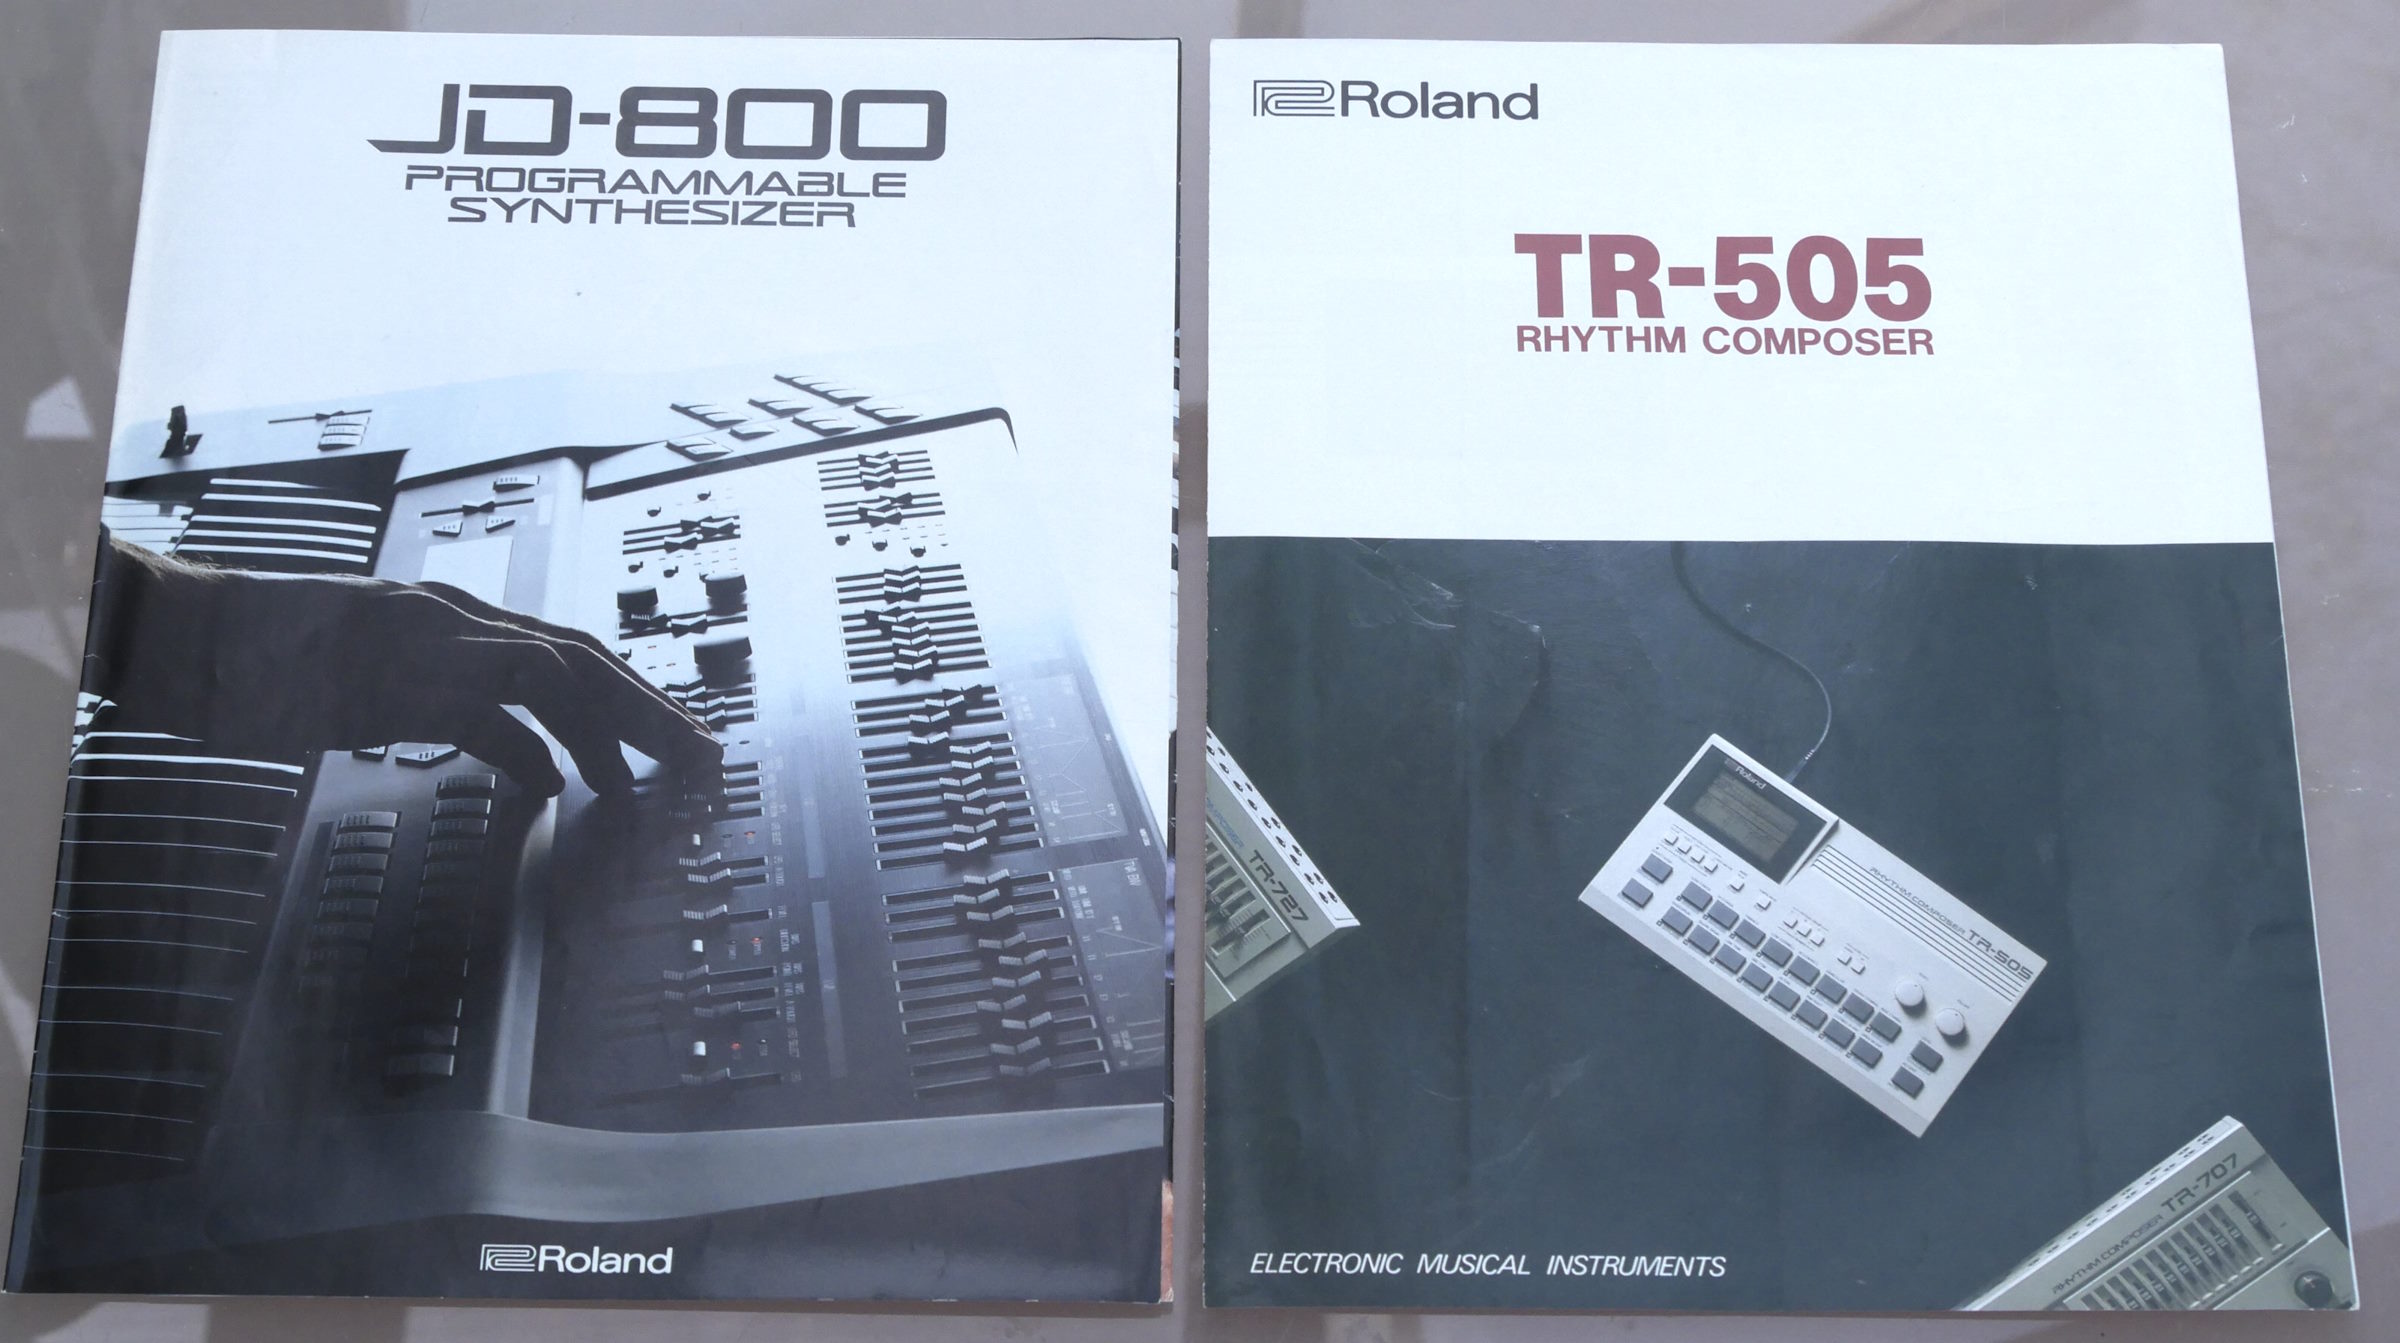 JD-800
PROGRAMMABLE
SYNTHESIZER
Roland
Roland
TR-505
RHYTHM COMPOSER
Roland
RHYTHM COMPOSER TR-505
TR-727
RHYTHM COMPOSER TR-707
ELECTRONIC MUSICAL INSTRUMENTS